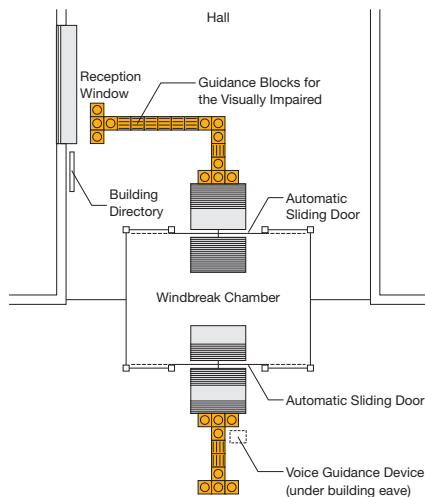 Hall
Reception
Window
Guidance Blocks for
the Visually Impaired
Building
Directory
Automatic
Sliding Door
Windbreak Chamber
Automatic Sliding Door
Voice Guidance Device
(under building eave)